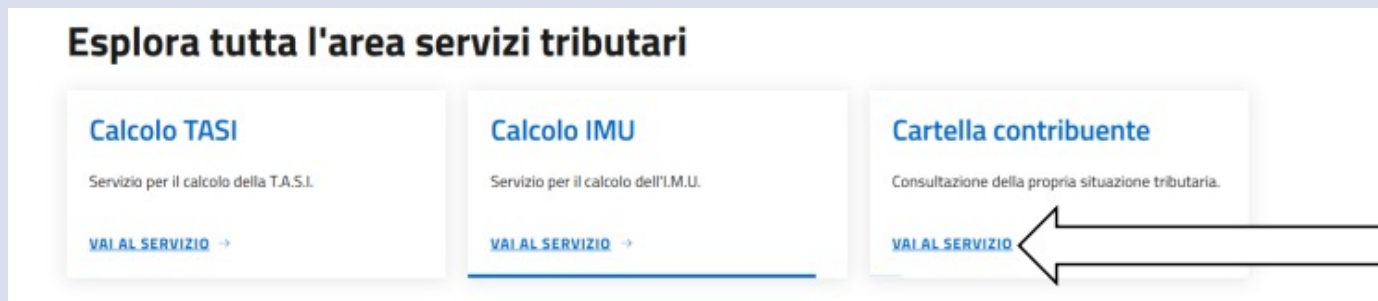 Esplora tutta l'area servizi tributari
Calcolo TASI
Servizio per il calcolo della T.A.S.I.
VAI AL SERVIZIO →
Calcolo IMU
Servizio per il calcolo dell'I.M.U.
VAI AL SERVIZIO →
Cartella contribuente
Consultazione della propria situazione tributaria.
VAI AL SERVIZIO